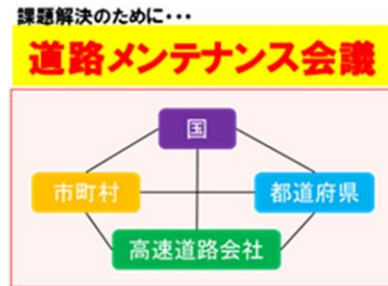 課題解決のために・・・
道路メンテナンス会議
国
市町村
都道府県
高速道路会社